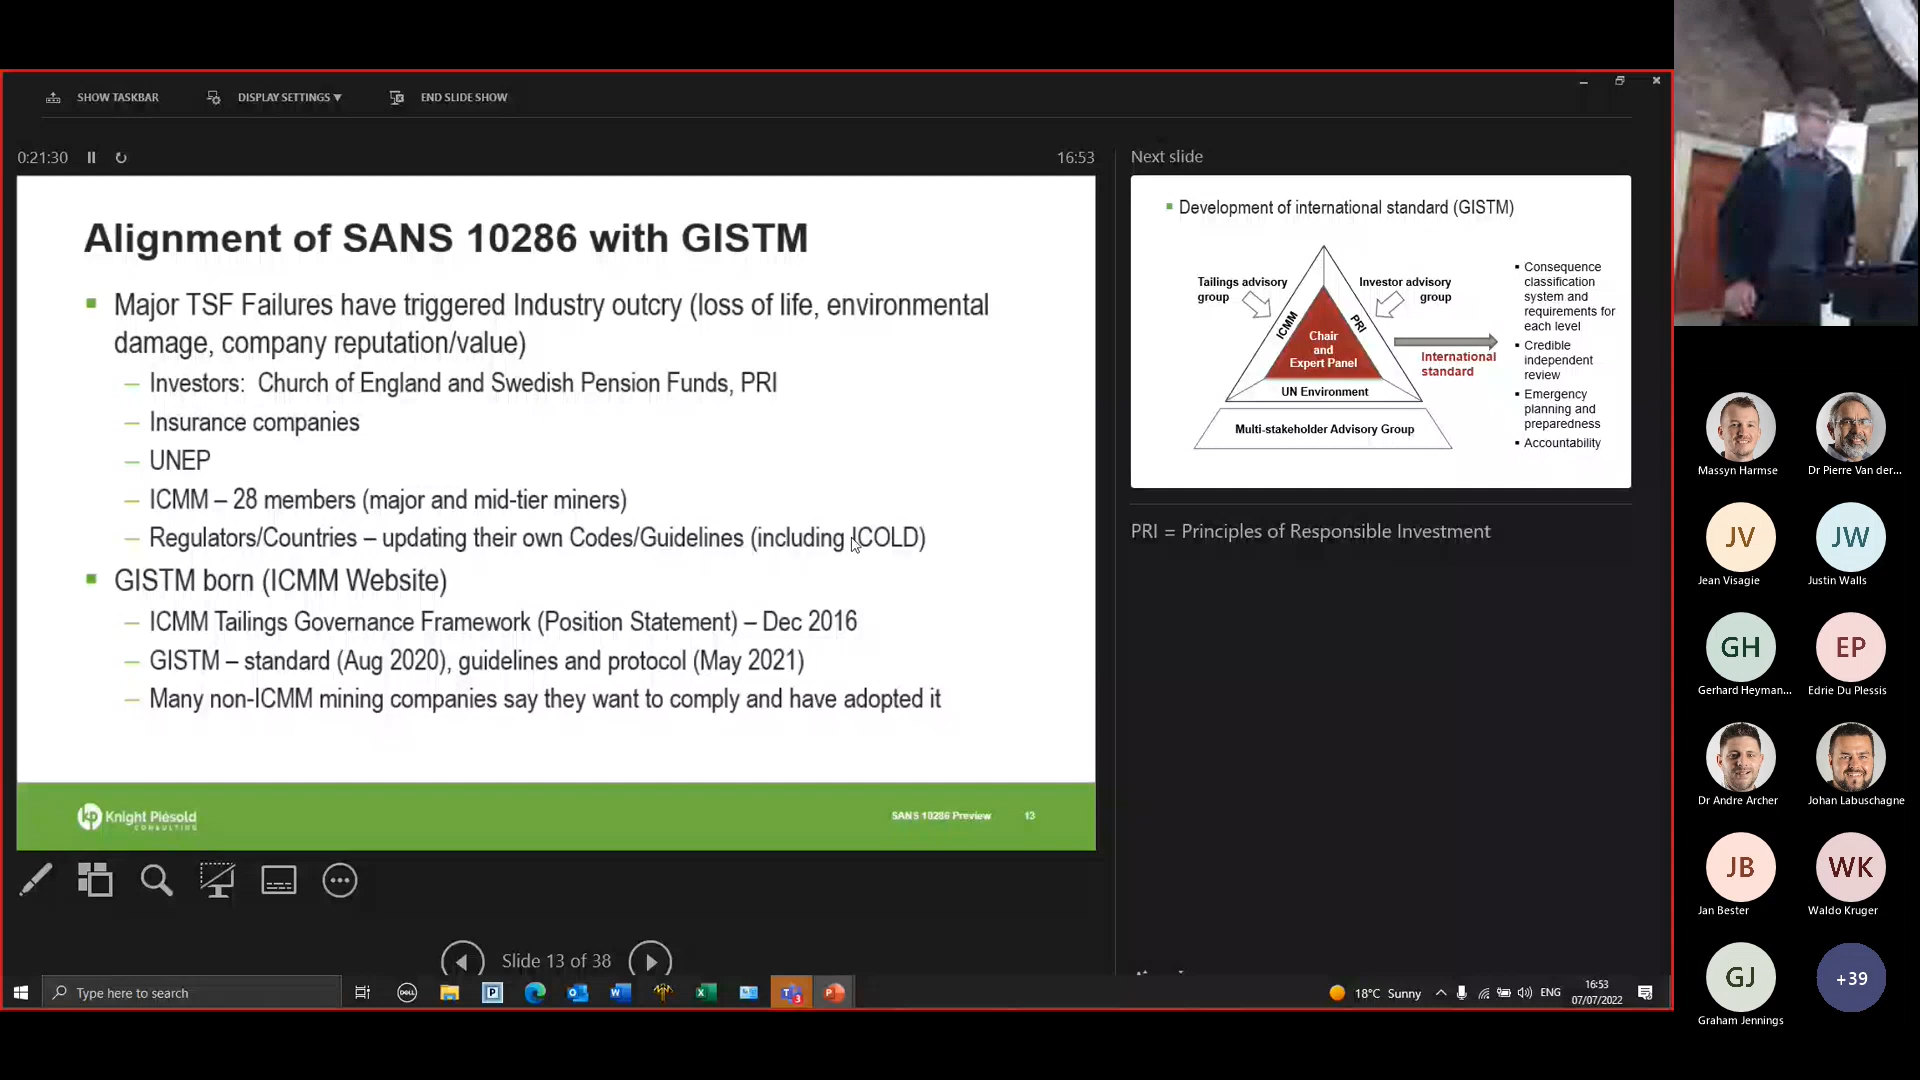 SHOW TASKBAR
DISPLAY SETTINGS ▾
END SLIDE SHOW
0:21:30
16:53
Alignment of SANS 10286 with GISTM
Major TSF Failures have triggered Industry outcry (loss of life, environmental
damage, company reputation/value)
– Investors: Church of England and Swedish Pension Funds, PRI
– Insurance companies
– UNEP
– ICMM – 28 members (major and mid-tier miners)
– Regulators/Countries – updating their own Codes/Guidelines (including ICOLD)
GISTM born (ICMM Website)
– ICMM Tailings Governance Framework (Position Statement) – Dec 2016
– GISTM – standard (Aug 2020), guidelines and protocol (May 2021)
– Many non-ICMM mining companies say they want to comply and have adopted it
Knight Piésold
CONSULTING
SANS 10286 Preview
13
Slide 13 of 38
Next slide
Development of international standard (GISTM)
Tailings advisory
group
Investor advisory
group
ICMM
PRI
Chair
and
Expert Panel
UN Environment
Multi-stakeholder Advisory Group
International
standard
Consequence
classification
system and
requirements for
each level
Credible
independent
review
Emergency
planning and
preparedness
Accountability
PRI = Principles of Responsible Investment
Type here to search
18°C Sunny
ENG
16:53
07/07/2022
Massyn Harmse
Dr Pierre Van der...
JV
Jean Visagie
JW
Justin Walls
GH
Gerhard Heyman...
EP
Edrie Du Plessis
Dr Andre Archer
Johan Labuschagne
JB
Jan Bester
WK
Waldo Kruger
GJ
Graham Jennings
+39